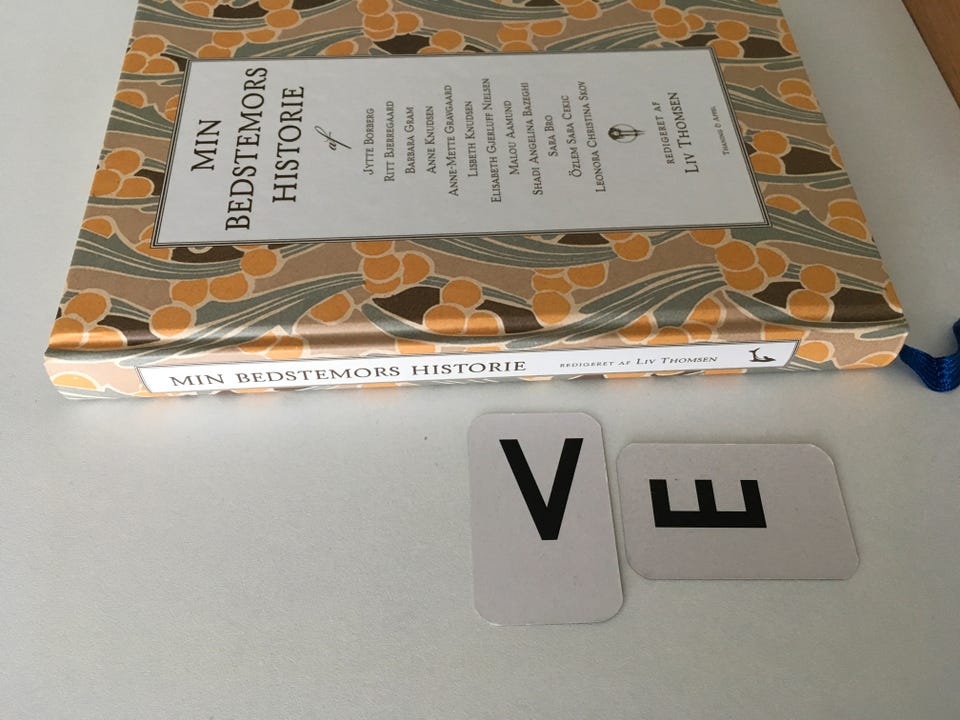 MIN
BEDSTEMORS
HISTORIE
af
JYTTE BORBERG
RITT BJERREGAARD
BARBARA GRAM
ANNE KNUDSEN
ANNE-METTE GRAVGAARD
LISBETH KNUDSEN
ELISABETH GJERLUFF NIELSEN
MALOU AAMUND
SHADI ANGELINA BAZEGHI
SARA BRO
ÖZLEM SARA CEKIC
LEONORA CHRISTINA SKOV
REDIGERET AF
LIV THOMSEN
THANING & APPEL
MIN BEDSTEMORS HISTORIE REDIGERET AF LIV THOMSEN
V E